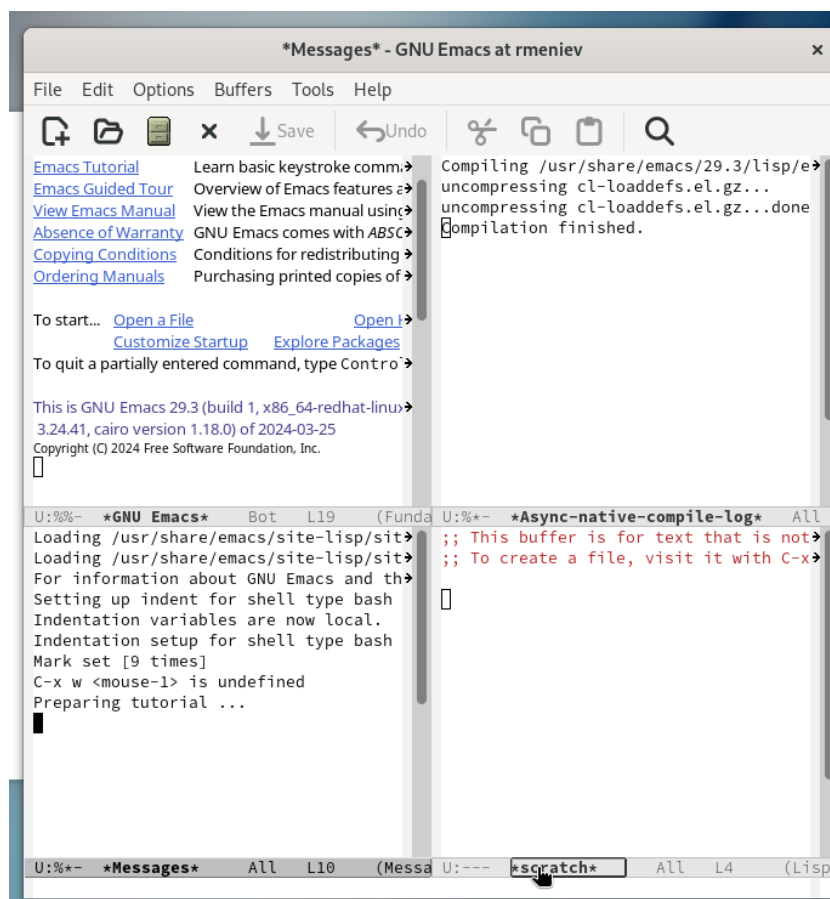 *Messages* - GNU Emacs at rmeniev ×
File Edit Options Buffers Tools Help
Save Undo
Emacs Tutorial Learn basic keystroke comm
Emacs Guided Tour Overview of Emacs features a
View Emacs Manual View the Emacs manual using
Absence of Warranty GNU Emacs comes with ABSC
Copying Conditions Conditions for redistributing
Ordering Manuals Purchasing printed copies of
To start... Open a File Open H
Customize Startup Explore Packages
To quit a partially entered command, type Contro
This is GNU Emacs 29.3 (build 1, x86_64-redhat-linux
3.24.41, cairo version 1.18.0) of 2024-03-25
Copyright (C) 2024 Free Software Foundation, Inc.
U:%%- *GNU Emacs* Bot L19 (Funda
Compiling /usr/share/emacs/29.3/lisp/e
uncompressing cl-loaddefs.el.gz...
uncompressing cl-loaddefs.el.gz...done
Compilation finished.
U:%*- *Async-native-compile-log* All
Loading /usr/share/emacs/site-lisp/sit
Loading /usr/share/emacs/site-lisp/sit
For information about GNU Emacs and th
Setting up indent for shell type bash
Indentation variables are now local.
Indentation setup for shell type bash
Mark set [9 times]
C-x w <mouse-1> is undefined
Preparing tutorial ...
U:%*- *Messages* All L10 (Messa
;; This buffer is for text that is not
;; To create a file, visit it with C-x
U:--- *scratch* All L4 (Lisp